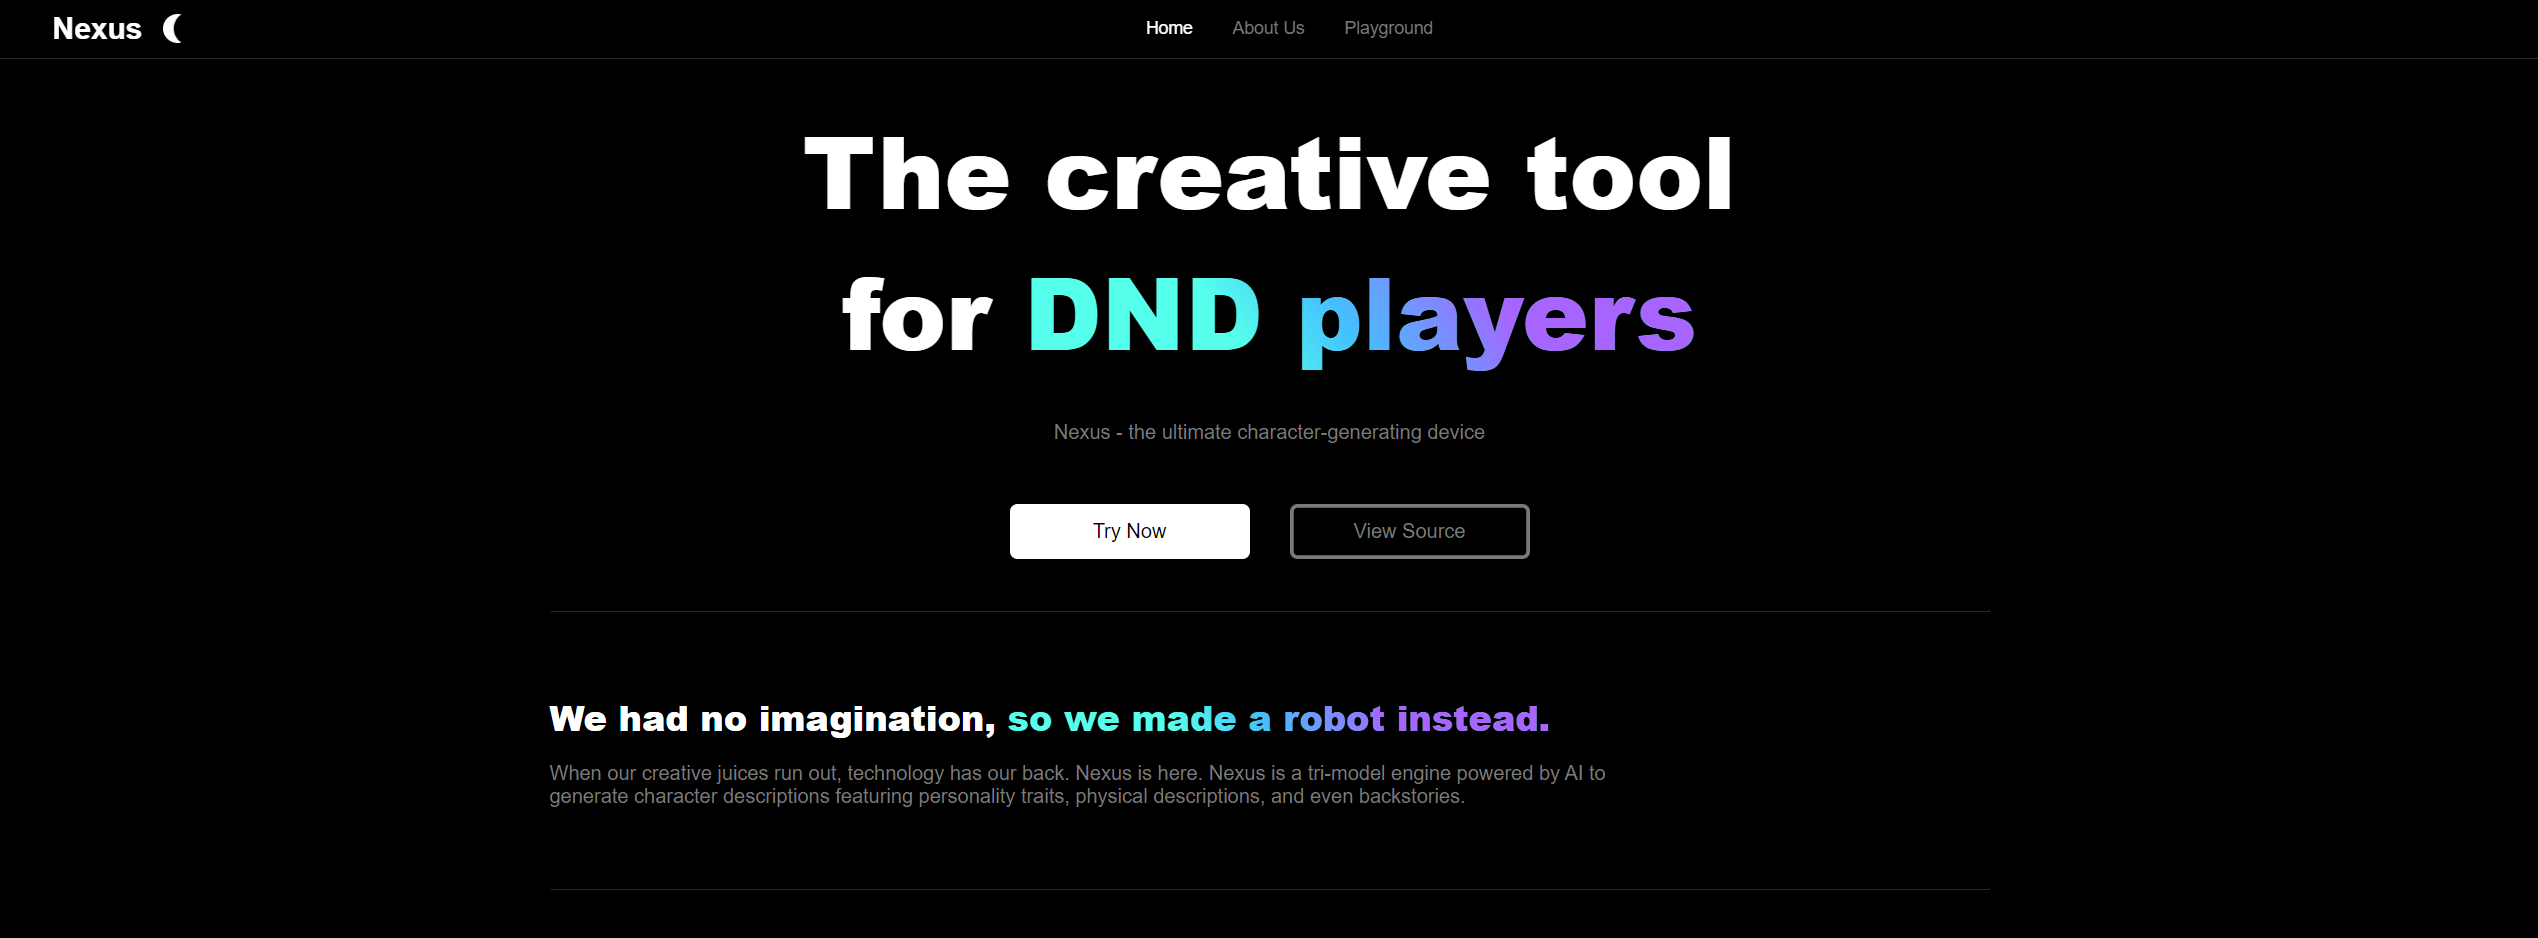 Nexus
Home About Us Playground
The creative tool
for DND players
Nexus - the ultimate character-generating device
Try Now View Source
We had no imagination, so we made a robot instead.
When our creative juices run out, technology has our back. Nexus is here. Nexus is a tri-model engine powered by AI to
generate character descriptions featuring personality traits, physical descriptions, and even backstories.